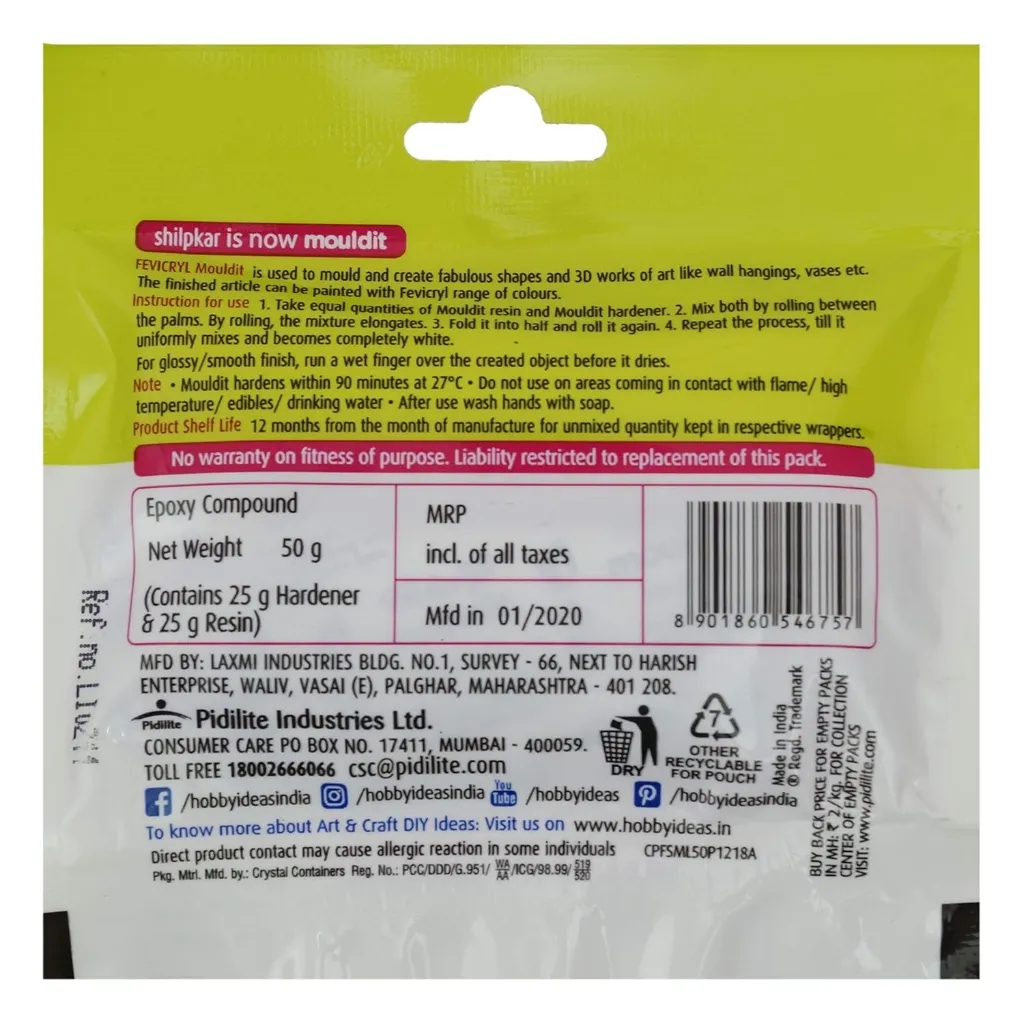 shilpkar is now mouldit
FEVICRYL Mouldit is used to mould and create fabulous shapes and 3D works of art like wall hangings, vases etc.
The finished article can be painted with Fevicryl range of colours.
Instruction for use 1. Take equal quantities of Mouldit resin and Mouldit hardener. 2. Mix both by rolling between
the palms. By rolling, the mixture elongates. 3. Fold it into half and roll it again. 4. Repeat the process, till it
uniformly mixes and becomes completely white.
For glossy/smooth finish, run a wet finger over the created object before it dries.
Note • Mouldit hardens within 90 minutes at 27°C • Do not use on areas coming in contact with flame/ high
temperature/ edibles/ drinking water • After use wash hands with soap.
Product Shelf Life 12 months from the month of manufacture for unmixed quantity kept in respective wrappers.
No warranty on fitness of purpose. Liability restricted to replacement of this pack.
Epoxy Compound
Net Weight 50 g
(Contains 25 g Hardener
& 25 g Resin)
MRP
incl. of all taxes
Mfd in 01/2020
8 901860 546757
MFD BY: LAXMI INDUSTRIES BLDG. NO.1, SURVEY - 66, NEXT TO HARISH
ENTERPRISE, WALIV, VASAI (E), PALGHAR, MAHARASHTRA - 401 208.
Pidilite Pidilite Industries Ltd.
CONSUMER CARE PO BOX NO. 17411, MUMBAI - 400059.
TOLL FREE 18002666066 csc@pidilite.com
DRY
7
OTHER
RECYCLABLE
FOR POUCH
Made in India
® Regd. Trademark
BUY BACK PRICE FOR EMPTY PACKS
IN MH: ₹ 2/kg. FOR COLLECTION
CENTER OF EMPTY PACKS
VISIT: www.pidilite.com
/hobbyideasindia /hobbyideasindia You Tube /hobbyideas /hobbyideasindia
To know more about Art & Craft DIY Ideas: Visit us on www.hobbyideas.in
Direct product contact may cause allergic reaction in some individuals CPFSML50P1218A
Pkg. Mtrl. Mfd. by.: Crystal Containers Reg. No.: PCC/DDD/G.951/ WA/AA /ICG/98.99/ 519/520
Ref.no.